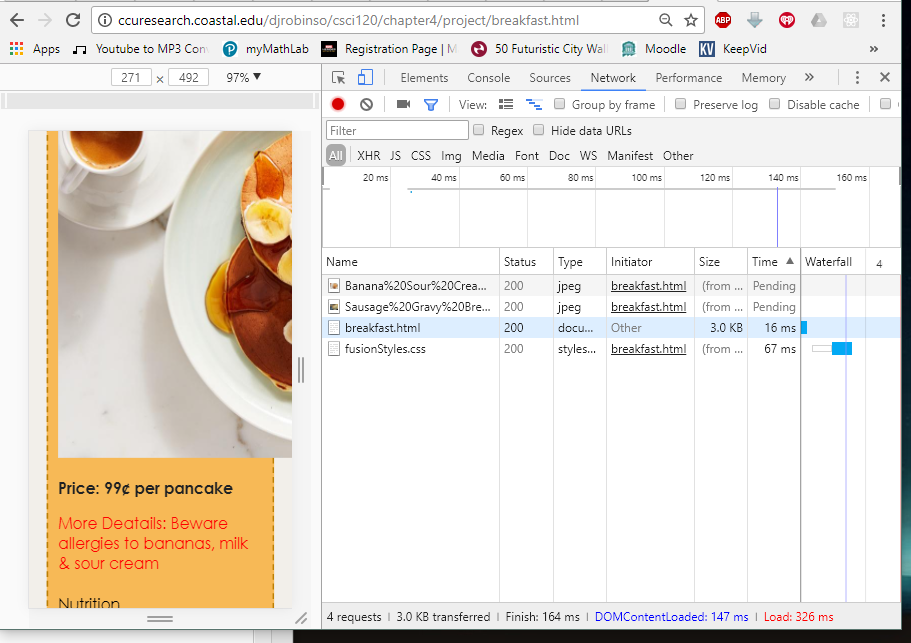 ccuresearch.coastal.edu/djrobinso/csci120/chapter4/project/breakfast.html
ABP
Apps Youtube to MP3 Conv myMathLab Registration Page | M 50 Futuristic City Wall Moodle KV KeepVid »
271 × 492 97% ▼
Elements Console Sources Network Performance Memory »
View: Group by frame Preserve log Disable cache
Filter Regex Hide data URLs
All XHR JS CSS Img Media Font Doc WS Manifest Other
20 ms 40 ms 60 ms 80 ms 100 ms 120 ms 140 ms 160 ms
Name Status Type Initiator Size Time ▲ Waterfall 4
Banana%20Sour%20Crea... 200 jpeg breakfast.html (from ... Pending
Sausage%20Gravy%20Bre... 200 jpeg breakfast.html (from ... Pending
breakfast.html 200 docu... Other 3.0 KB 16 ms
fusionStyles.css 200 styles... breakfast.html (from ... 67 ms
Price: 99¢ per pancake
More Deatails: Beware
allergies to bananas, milk
& sour cream
Nutrition
4 requests | 3.0 KB transferred | Finish: 164 ms | DOMContentLoaded: 147 ms | Load: 326 ms